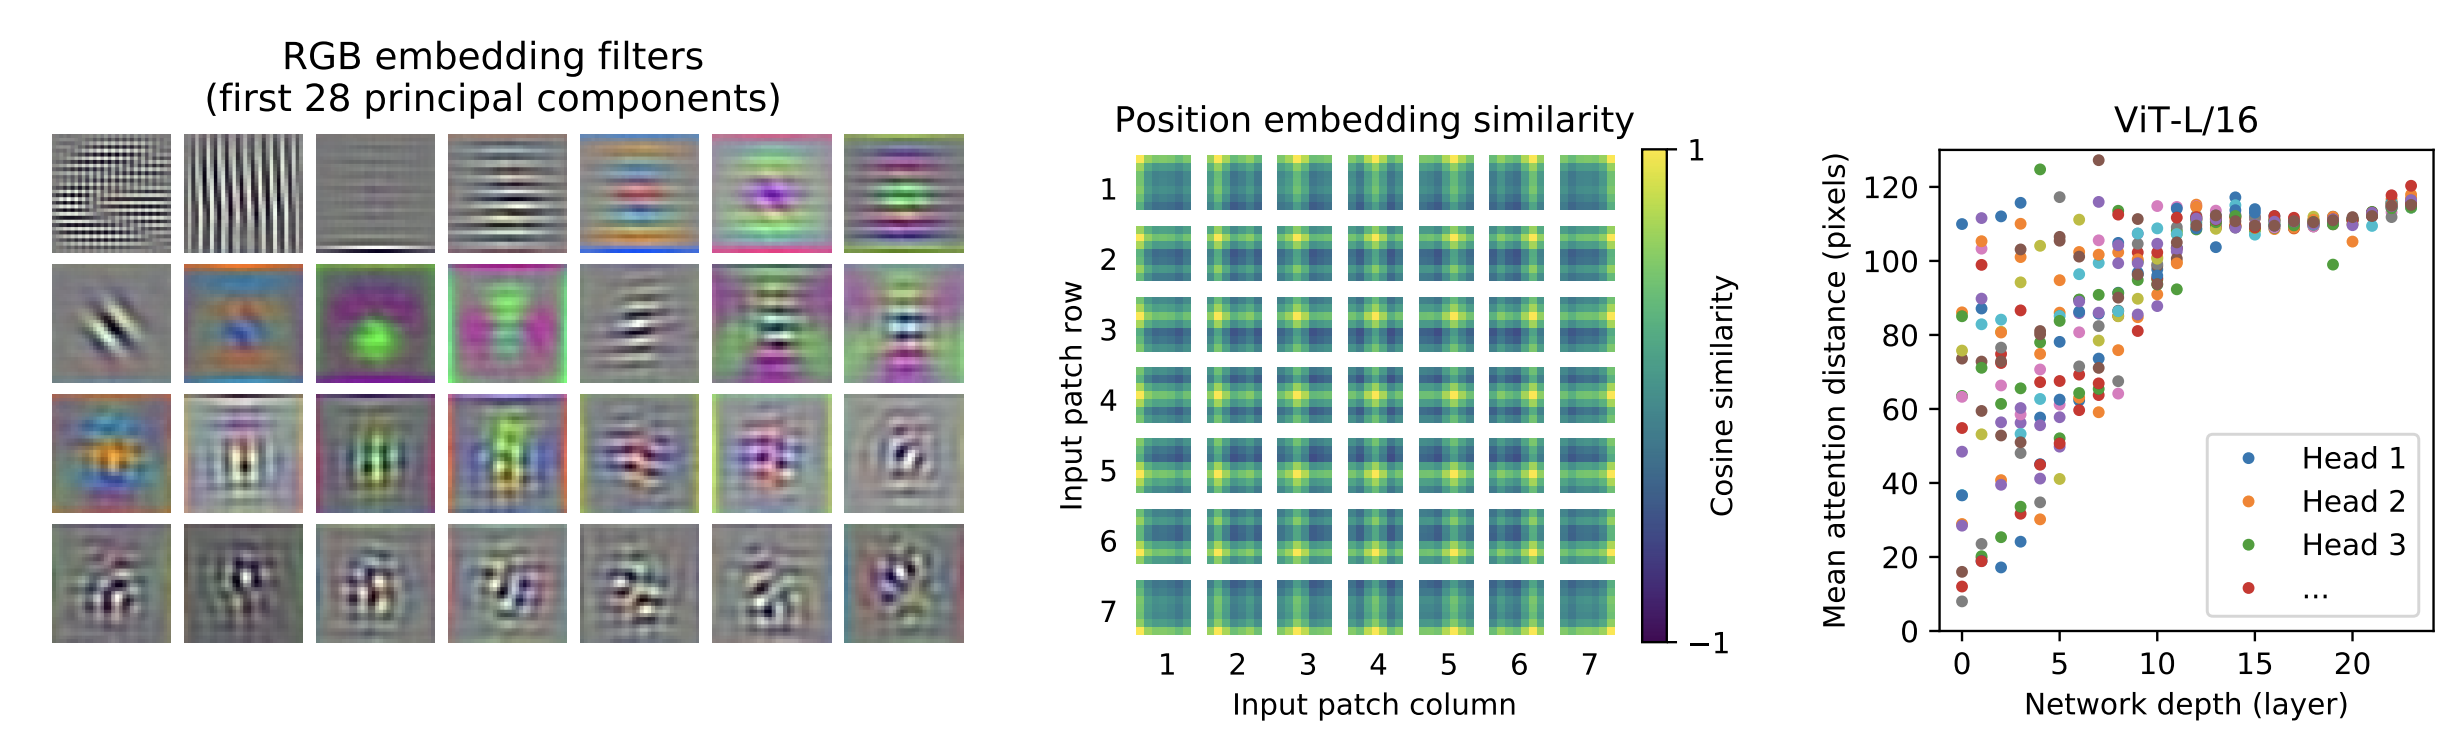 RGB embedding filters
(first 28 principal components)
Position embedding similarity
Input patch row
1
2
3
4
5
6
7
1 2 3 4 5 6 7
Input patch column
1
−1
Cosine similarity
ViT-L/16
Mean attention distance (pixels)
120
100
80
60
40
20
0
0 5 10 15 20
Network depth (layer)
Head 1
Head 2
Head 3
...